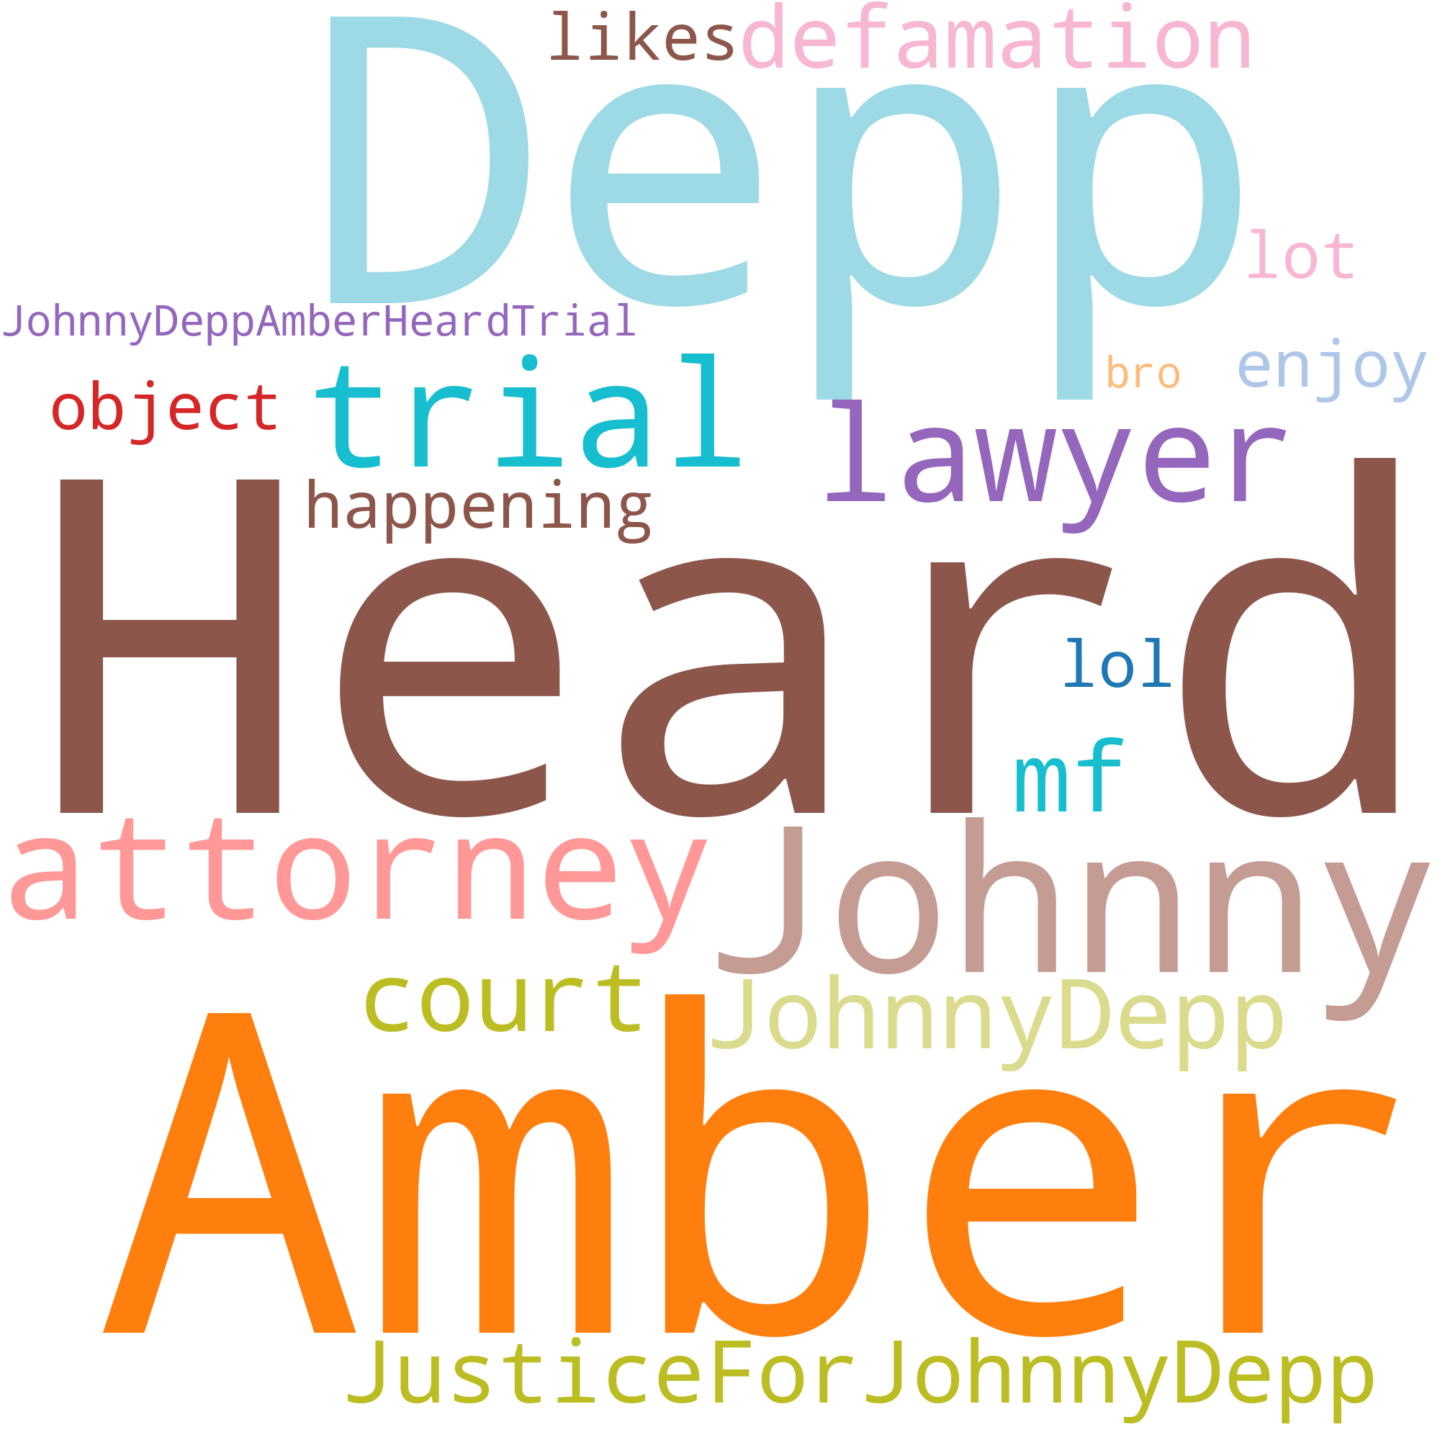 likes defamation
Depp
lot
JohnnyDeppAmberHeardTrial
bro enjoy
object trial
lawyer
happening
Heard
lol
mf
attorney Johnny
court JohnnyDepp
Amber
JusticeForJohnnyDepp